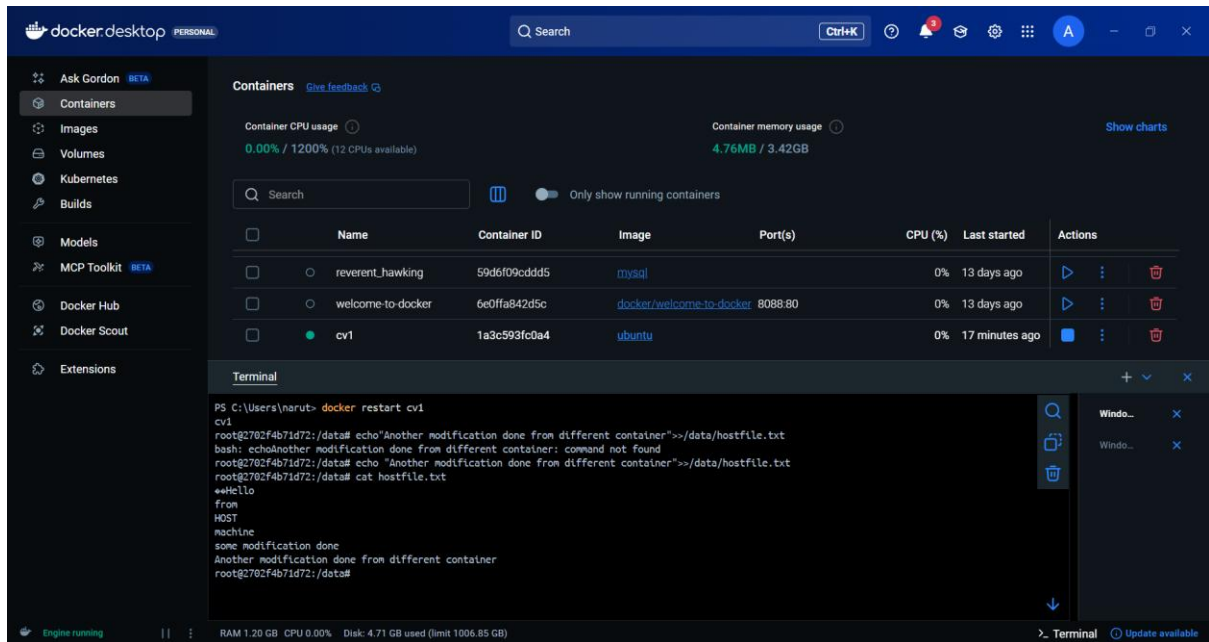 docker.desktop PERSONAL
Search
Ctrl+K
3
A
Ask Gordon BETA
Containers
Images
Volumes
Kubernetes
Builds
Models
MCP Toolkit BETA
Docker Hub
Docker Scout
Extensions
Containers Give feedback
Container CPU usage
0.00% / 1200% (12 CPUs available)
Container memory usage
4.76MB / 3.42GB
Show charts
Search
Only show running containers
Name Container ID Image Port(s) CPU (%) Last started Actions
reverent_hawking 59d6f09cddd5 mysql 0% 13 days ago
welcome-to-docker 6e0ffa842d5c docker/welcome-to-docker 8088:80 0% 13 days ago
cv1 1a3c593fc0a4 ubuntu 0% 17 minutes ago
Terminal
PS C:\Users\narut> docker restart cv1
cv1
root@2702f4b71d72:/data# echo"Another modification done from different container">>/data/hostfile.txt
bash: echoAnother modification done from different container: command not found
root@2702f4b71d72:/data# echo "Another modification done from different container">>/data/hostfile.txt
root@2702f4b71d72:/data# cat hostfile.txt
��Hello
from
HOST
machine
some modification done
Another modification done from different container
root@2702f4b71d72:/data#
Windo...
Windo...
Engine running
RAM 1.20 GB CPU 0.00% Disk: 4.71 GB used (limit 1006.85 GB)
>_ Terminal
Update available